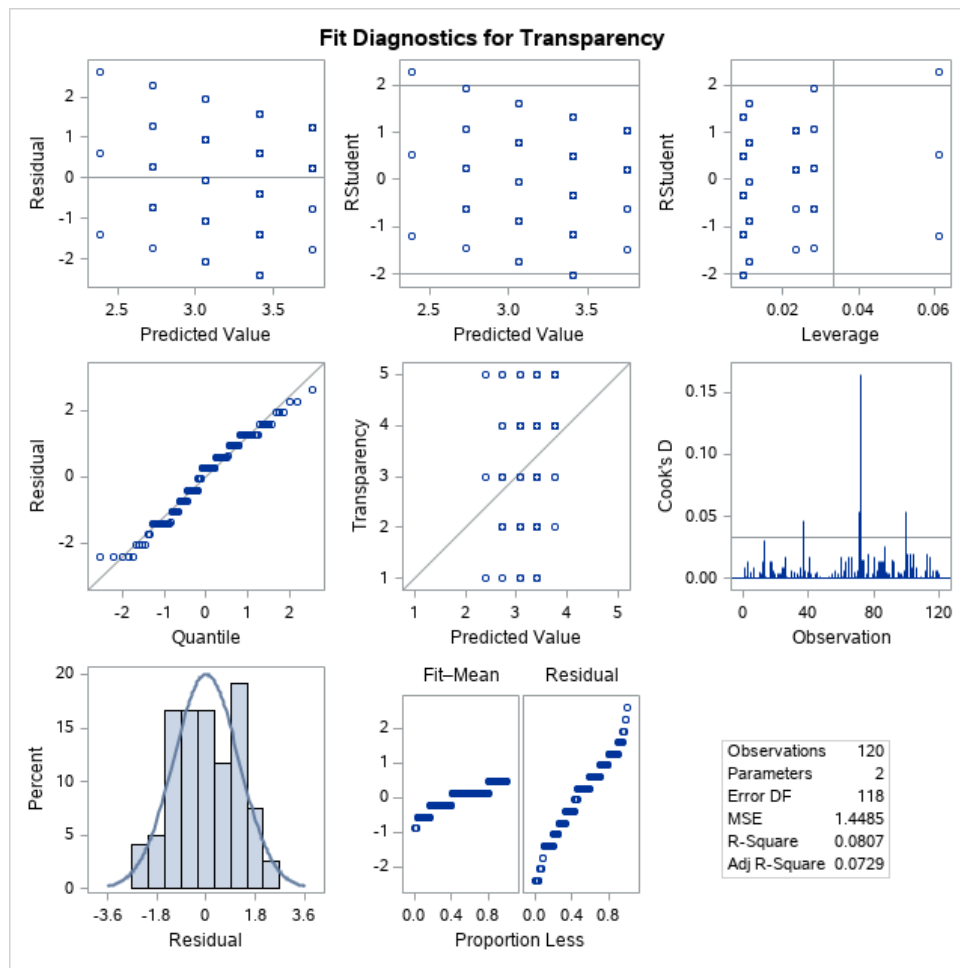 Fit Diagnostics for Transparency
Residual
2
1
0
-1
-2
2.5 3.0 3.5
Predicted Value
RStudent
2
1
0
-1
-2
2.5 3.0 3.5
Predicted Value
RStudent
2
1
0
-1
-2
0.02 0.04 0.06
Leverage
Residual
2
0
-2
-2 -1 0 1 2
Quantile
Transparency
5
4
3
2
1
1 2 3 4 5
Predicted Value
Cook's D
0.15
0.10
0.05
0.00
0 40 80 120
Observation
Percent
20
15
10
5
0
-3.6 -1.8 0 1.8 3.6
Residual
Fit–Mean Residual
2
1
0
-1
-2
0.0 0.4 0.8 0.0 0.4 0.8
Proportion Less
Observations 120
Parameters 2
Error DF 118
MSE 1.4485
R-Square 0.0807
Adj R-Square 0.0729